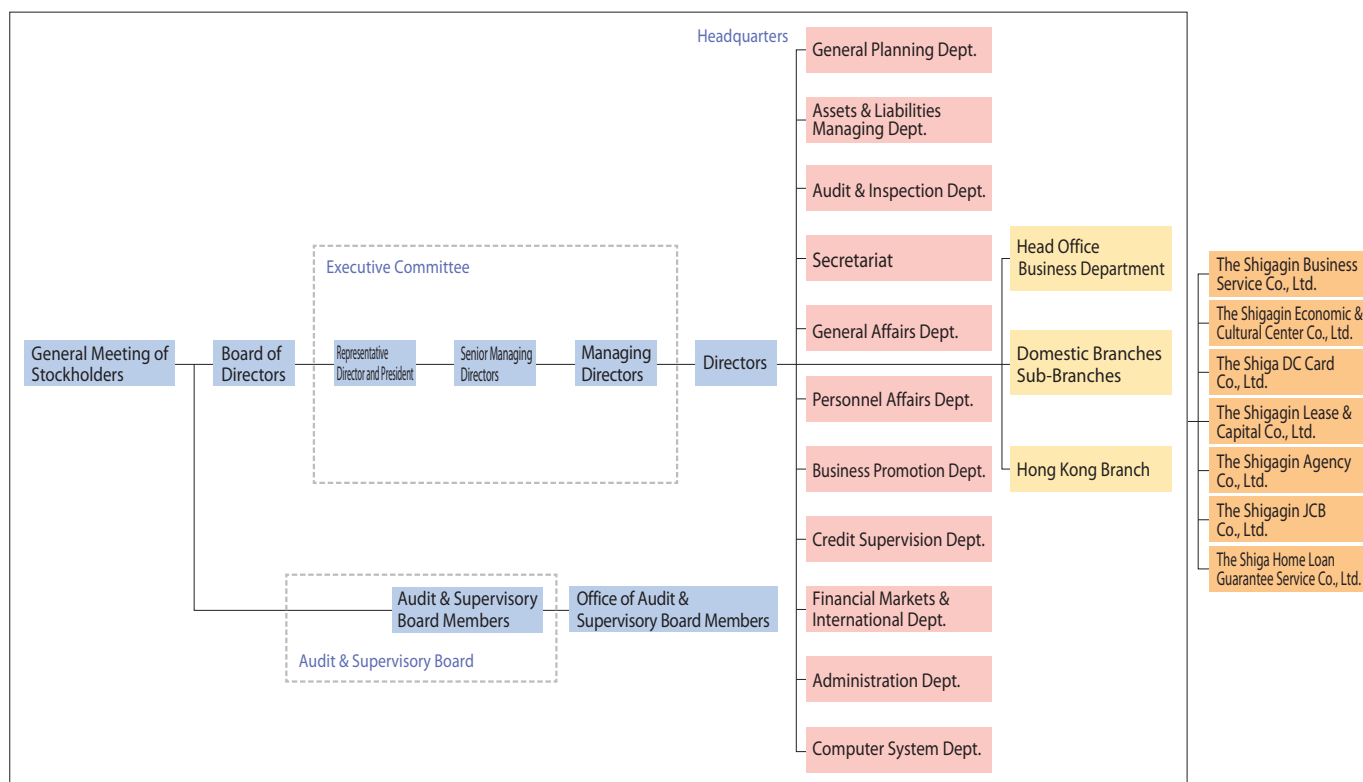 Headquarters
General Planning Dept.
Assets & Liabilities
Managing Dept.
Audit & Inspection Dept.
Secretariat
General Affairs Dept.
Personnel Affairs Dept.
Business Promotion Dept.
Credit Supervision Dept.
Financial Markets &
International Dept.
Administration Dept.
Computer System Dept.
Executive Committee
General Meeting of
Stockholders
Board of
Directors
Representative
Director and President
Senior Managing
Directors
Managing
Directors
Directors
Audit & Supervisory
Board Members
Office of Audit &
Supervisory Board Members
Audit & Supervisory Board
Head Office
Business Department
Domestic Branches
Sub-Branches
Hong Kong Branch
The Shigagin Business
Service Co., Ltd.
The Shigagin Economic &
Cultural Center Co., Ltd.
The Shiga DC Card
Co., Ltd.
The Shigagin Lease &
Capital Co., Ltd.
The Shigagin Agency
Co., Ltd.
The Shigagin JCB
Co., Ltd.
The Shiga Home Loan
Guarantee Service Co., Ltd.